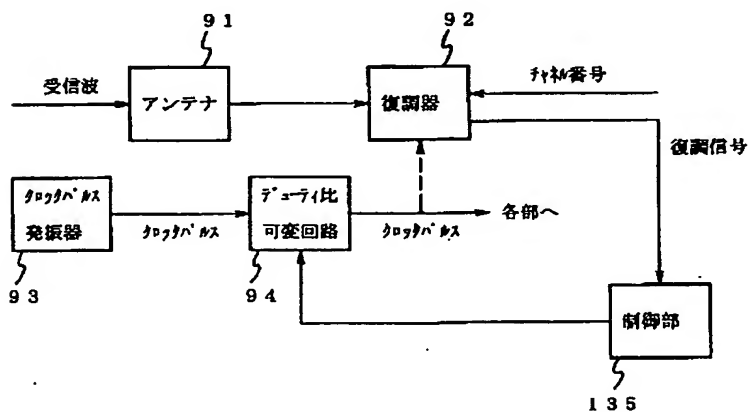 91
92
受信波
アンテナ
復調器
チャネル番号
復調信号
クロックパルス
発振器
クロックパルス
デューティ比
可変回路
クロックパルス
各部へ
93
94
制御部
135